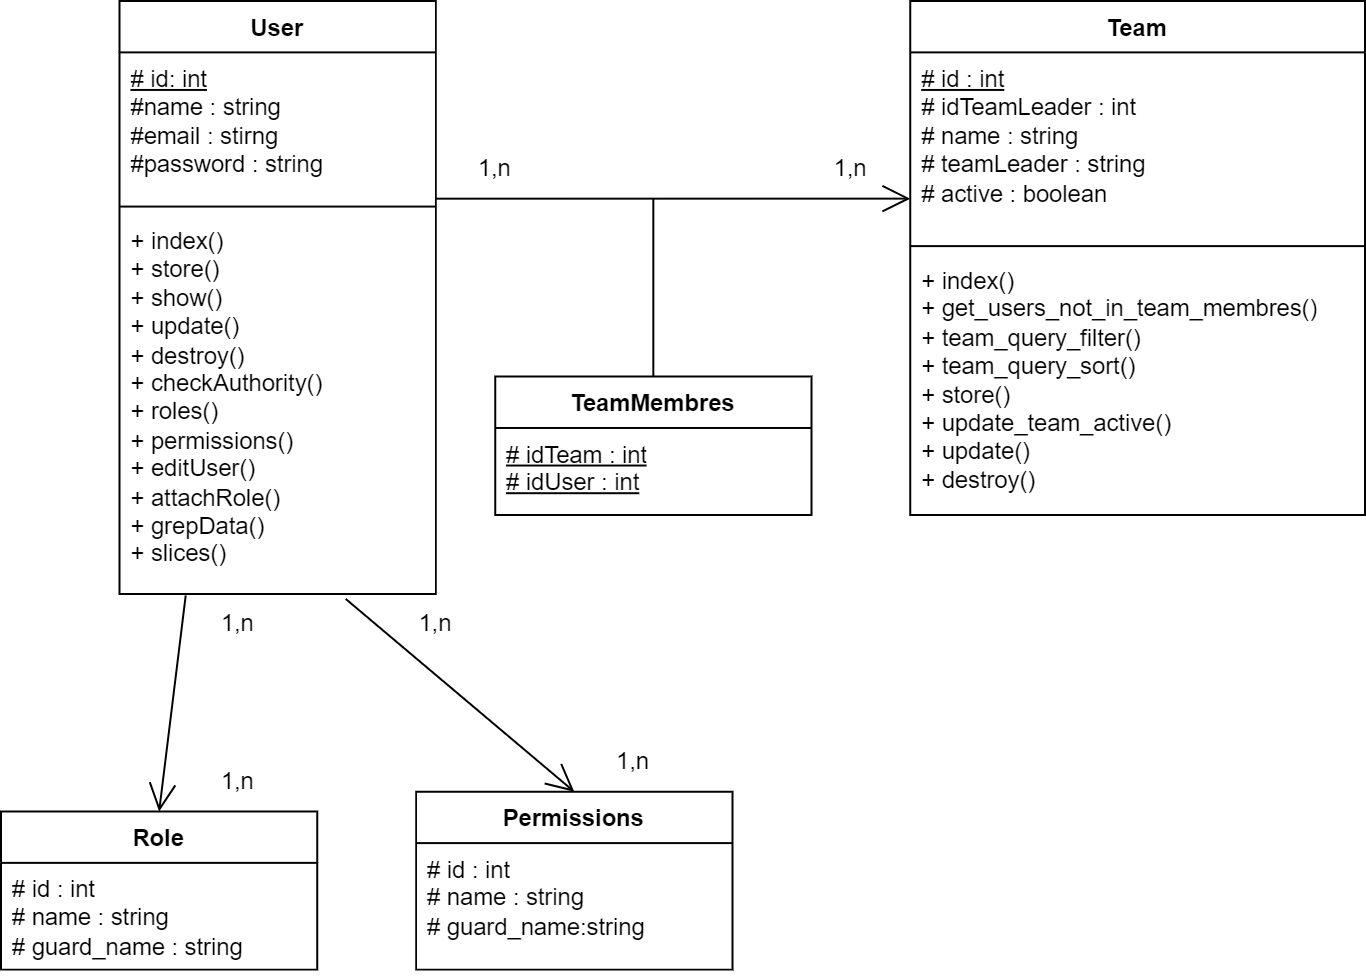 User
# id: int
#name : string
#email : stirng
#password : string
+ index()
+ store()
+ show()
+ update()
+ destroy()
+ checkAuthority()
+ roles()
+ permissions()
+ editUser()
+ attachRole()
+ grepData()
+ slices()
1,n
1,n
Team
# id : int
# idTeamLeader : int
# name : string
# teamLeader : string
# active : boolean
+ index()
+ get_users_not_in_team_membres()
+ team_query_filter()
+ team_query_sort()
+ store()
+ update_team_active()
+ update()
+ destroy()
TeamMembres
# idTeam : int
# idUser : int
1,n
1,n
1,n
1,n
Role
# id : int
# name : string
# guard_name : string
Permissions
# id : int
# name : string
# guard_name:string